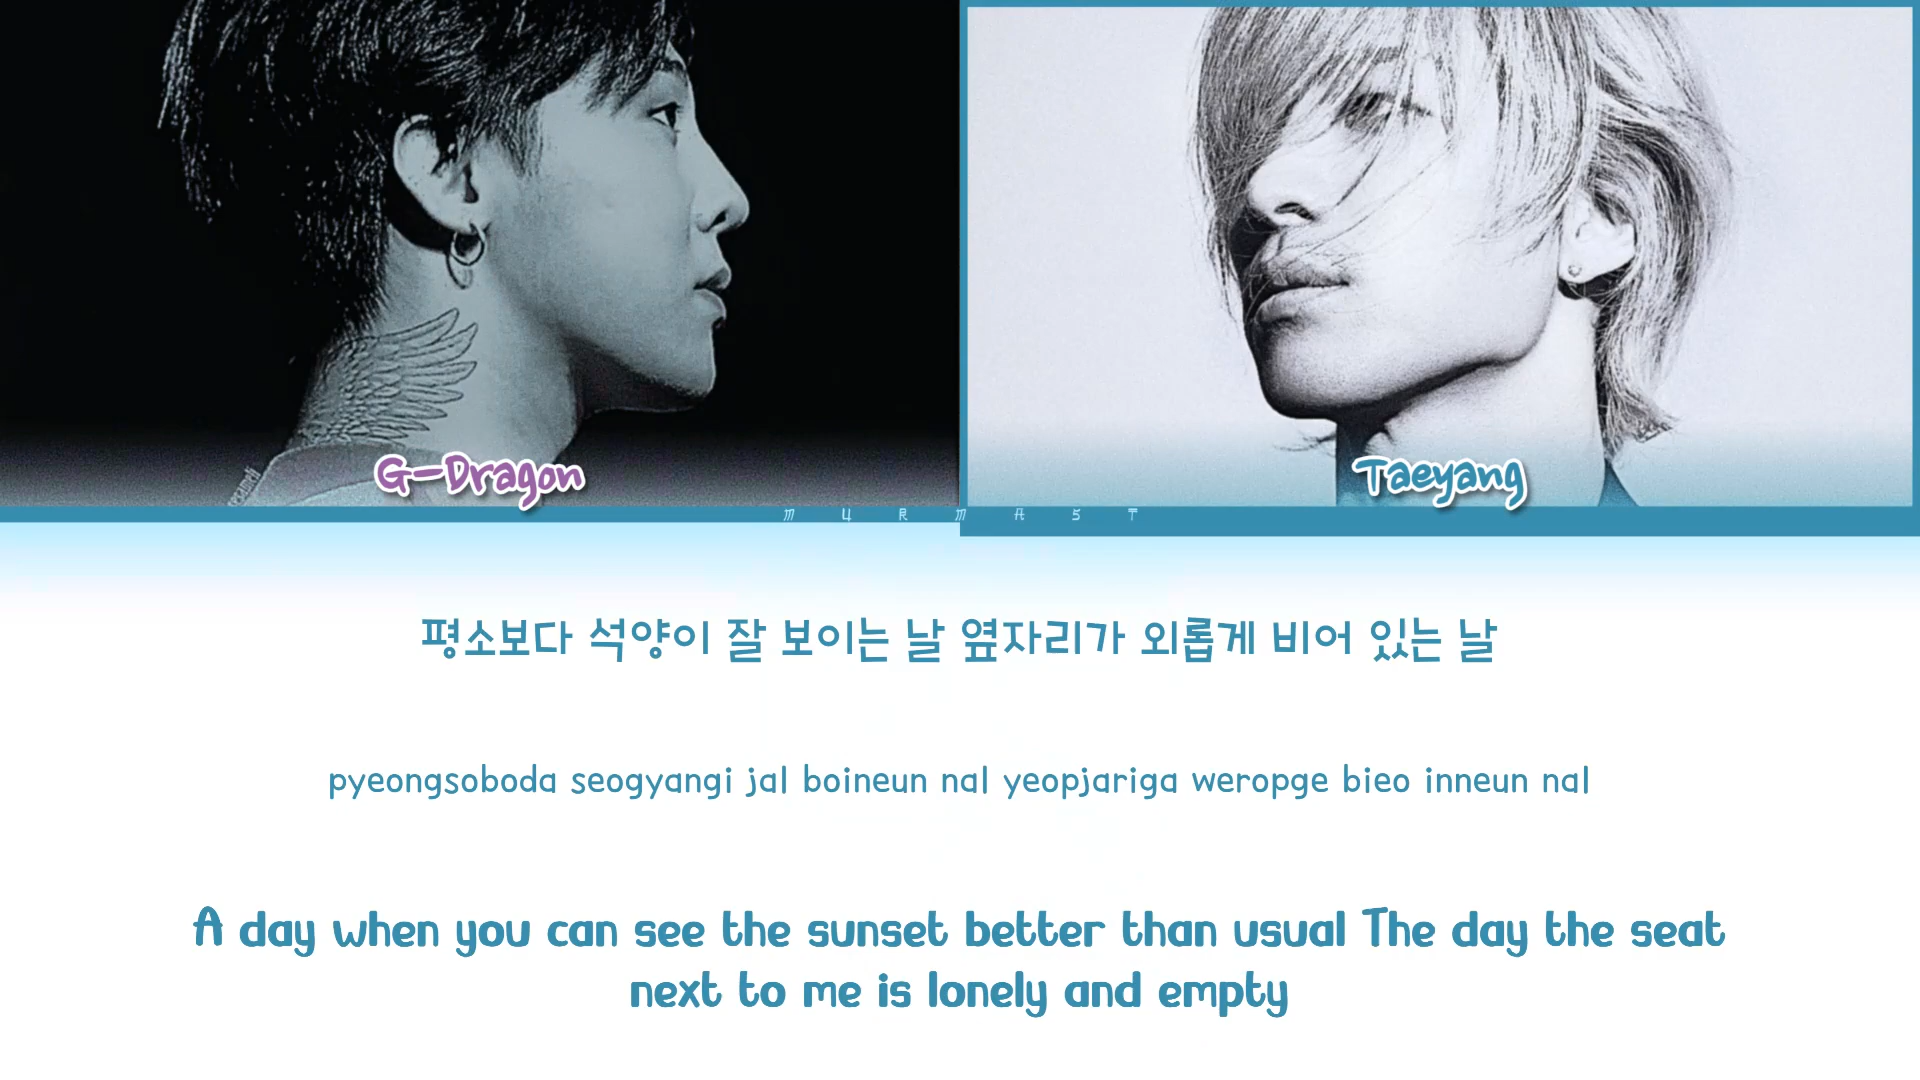 G-Dragon
Taeyang
M U R M A S T
평소보다 석양이 잘 보이는 날 옆자리가 외롭게 비어 있는 날
pyeongsoboda seogyangi jal boineun nal yeopjariga weropge bieo inneun nal
A day when you can see the sunset better than usual The day the seat
next to me is lonely and empty